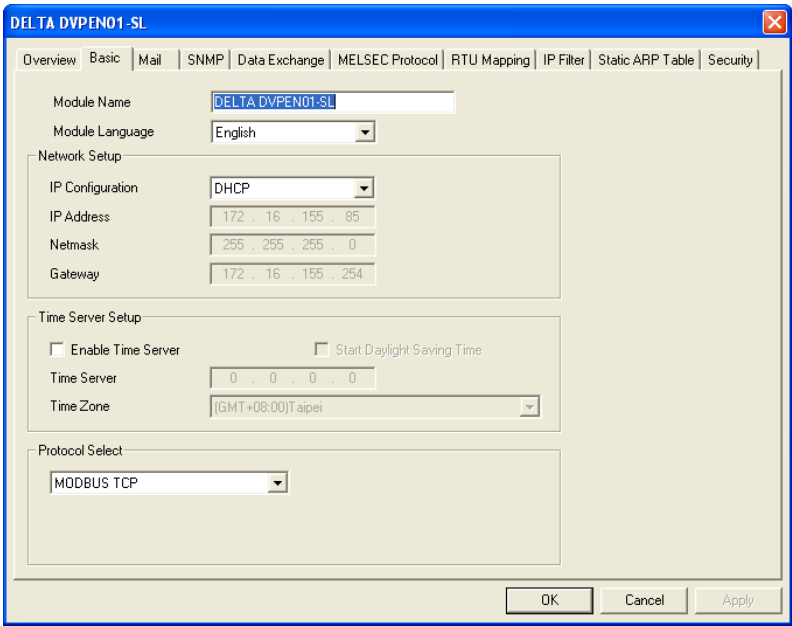 DELTA DVPEN01-SL
Overview Basic Mail SNMP Data Exchange MELSEC Protocol RTU Mapping IP Filter Static ARP Table Security
Module Name DELTA DVPEN01-SL
Module Language English
Network Setup
IP Configuration DHCP
IP Address 172 . 16 . 155 . 85
Netmask 255 . 255 . 255 . 0
Gateway 172 . 16 . 155 . 254
Time Server Setup
Enable Time Server Start Daylight Saving Time
Time Server 0 . 0 . 0 . 0
Time Zone (GMT+08:00)Taipei
Protocol Select
MODBUS TCP
OK Cancel Apply